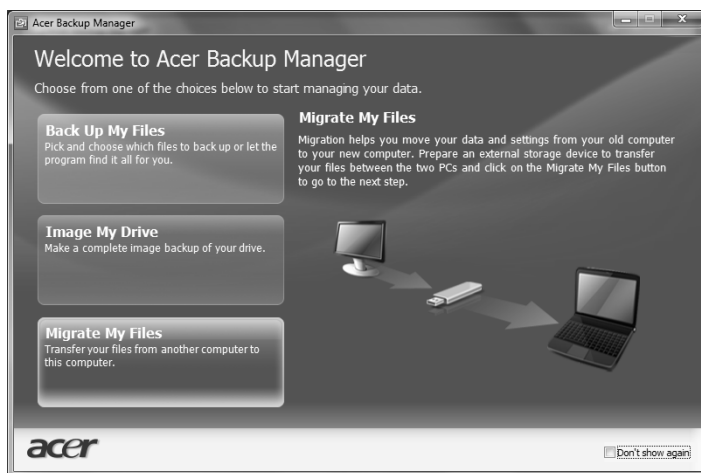 Acer Backup Manager
Welcome to Acer Backup Manager
Choose from one of the choices below to start managing your data.
Back Up My Files
Pick and choose which files to back up or let the
program find it all for you.
Image My Drive
Make a complete image backup of your drive.
Migrate My Files
Transfer your files from another computer to
this computer.
Migrate My Files
Migration helps you move your data and settings from your old computer
to your new computer. Prepare an external storage device to transfer
your files between the two PCs and click on the Migrate My Files button
to go to the next step.
acer
Don't show again